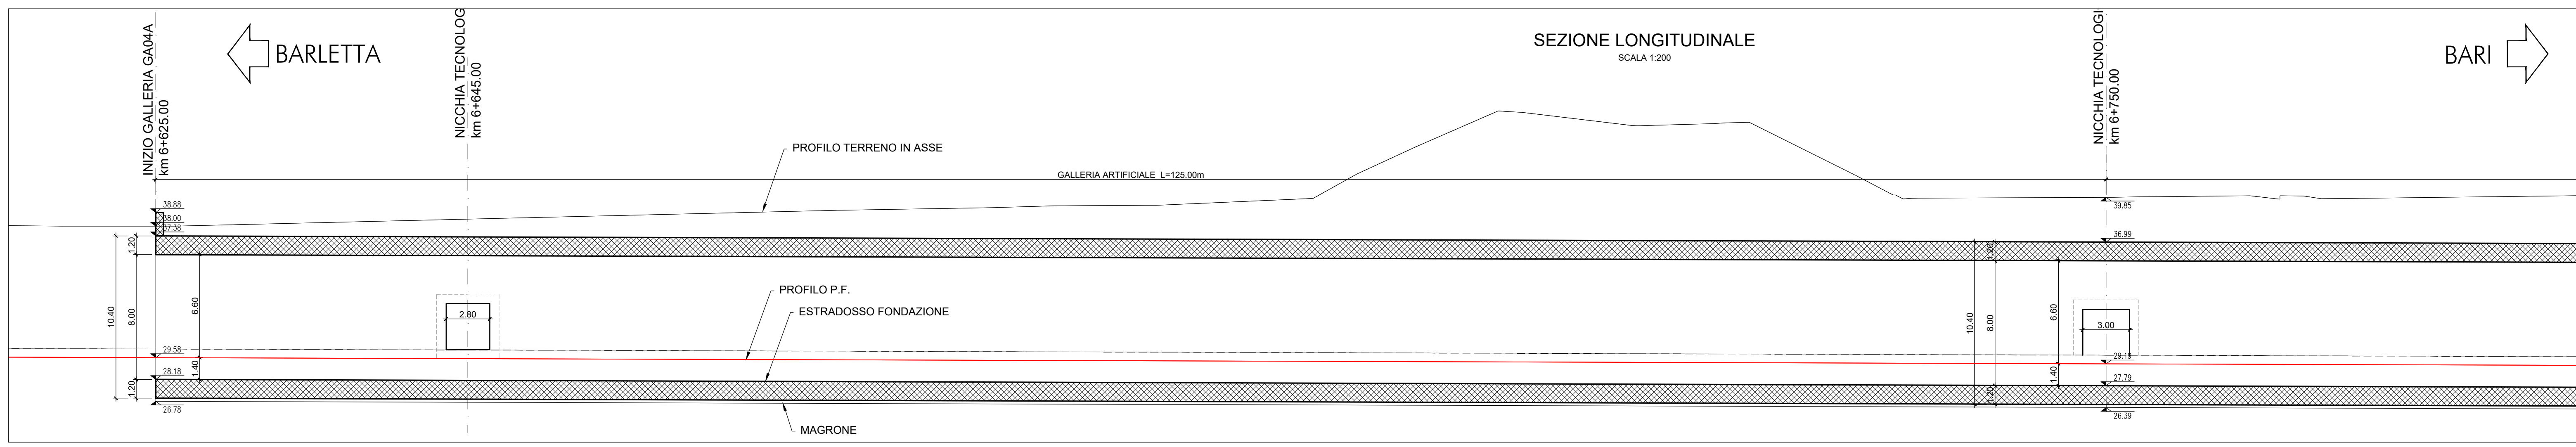 INIZIO GALLERIA GA04A
km 6+625.00
BARLETTA
NICCHIA TECNOLOG
km 6+645.00
SEZIONE LONGITUDINALE
SCALA 1:200
NICCHIA TECNOLOGI
km 6+750.00
BARI
PROFILO TERRENO IN ASSE
GALLERIA ARTIFICIALE L=125.00m
38.88
38.00
37.38
39.85
36.99
1.20
10.40
8.00
6.60
2.80
PROFILO P.F.
ESTRADOSSO FONDAZIONE
1.20
10.40
8.00
6.60
3.00
29.58
1.40
28.18
1.20
26.78
MAGRONE
29.19
1.40
27.79
1.20
26.39